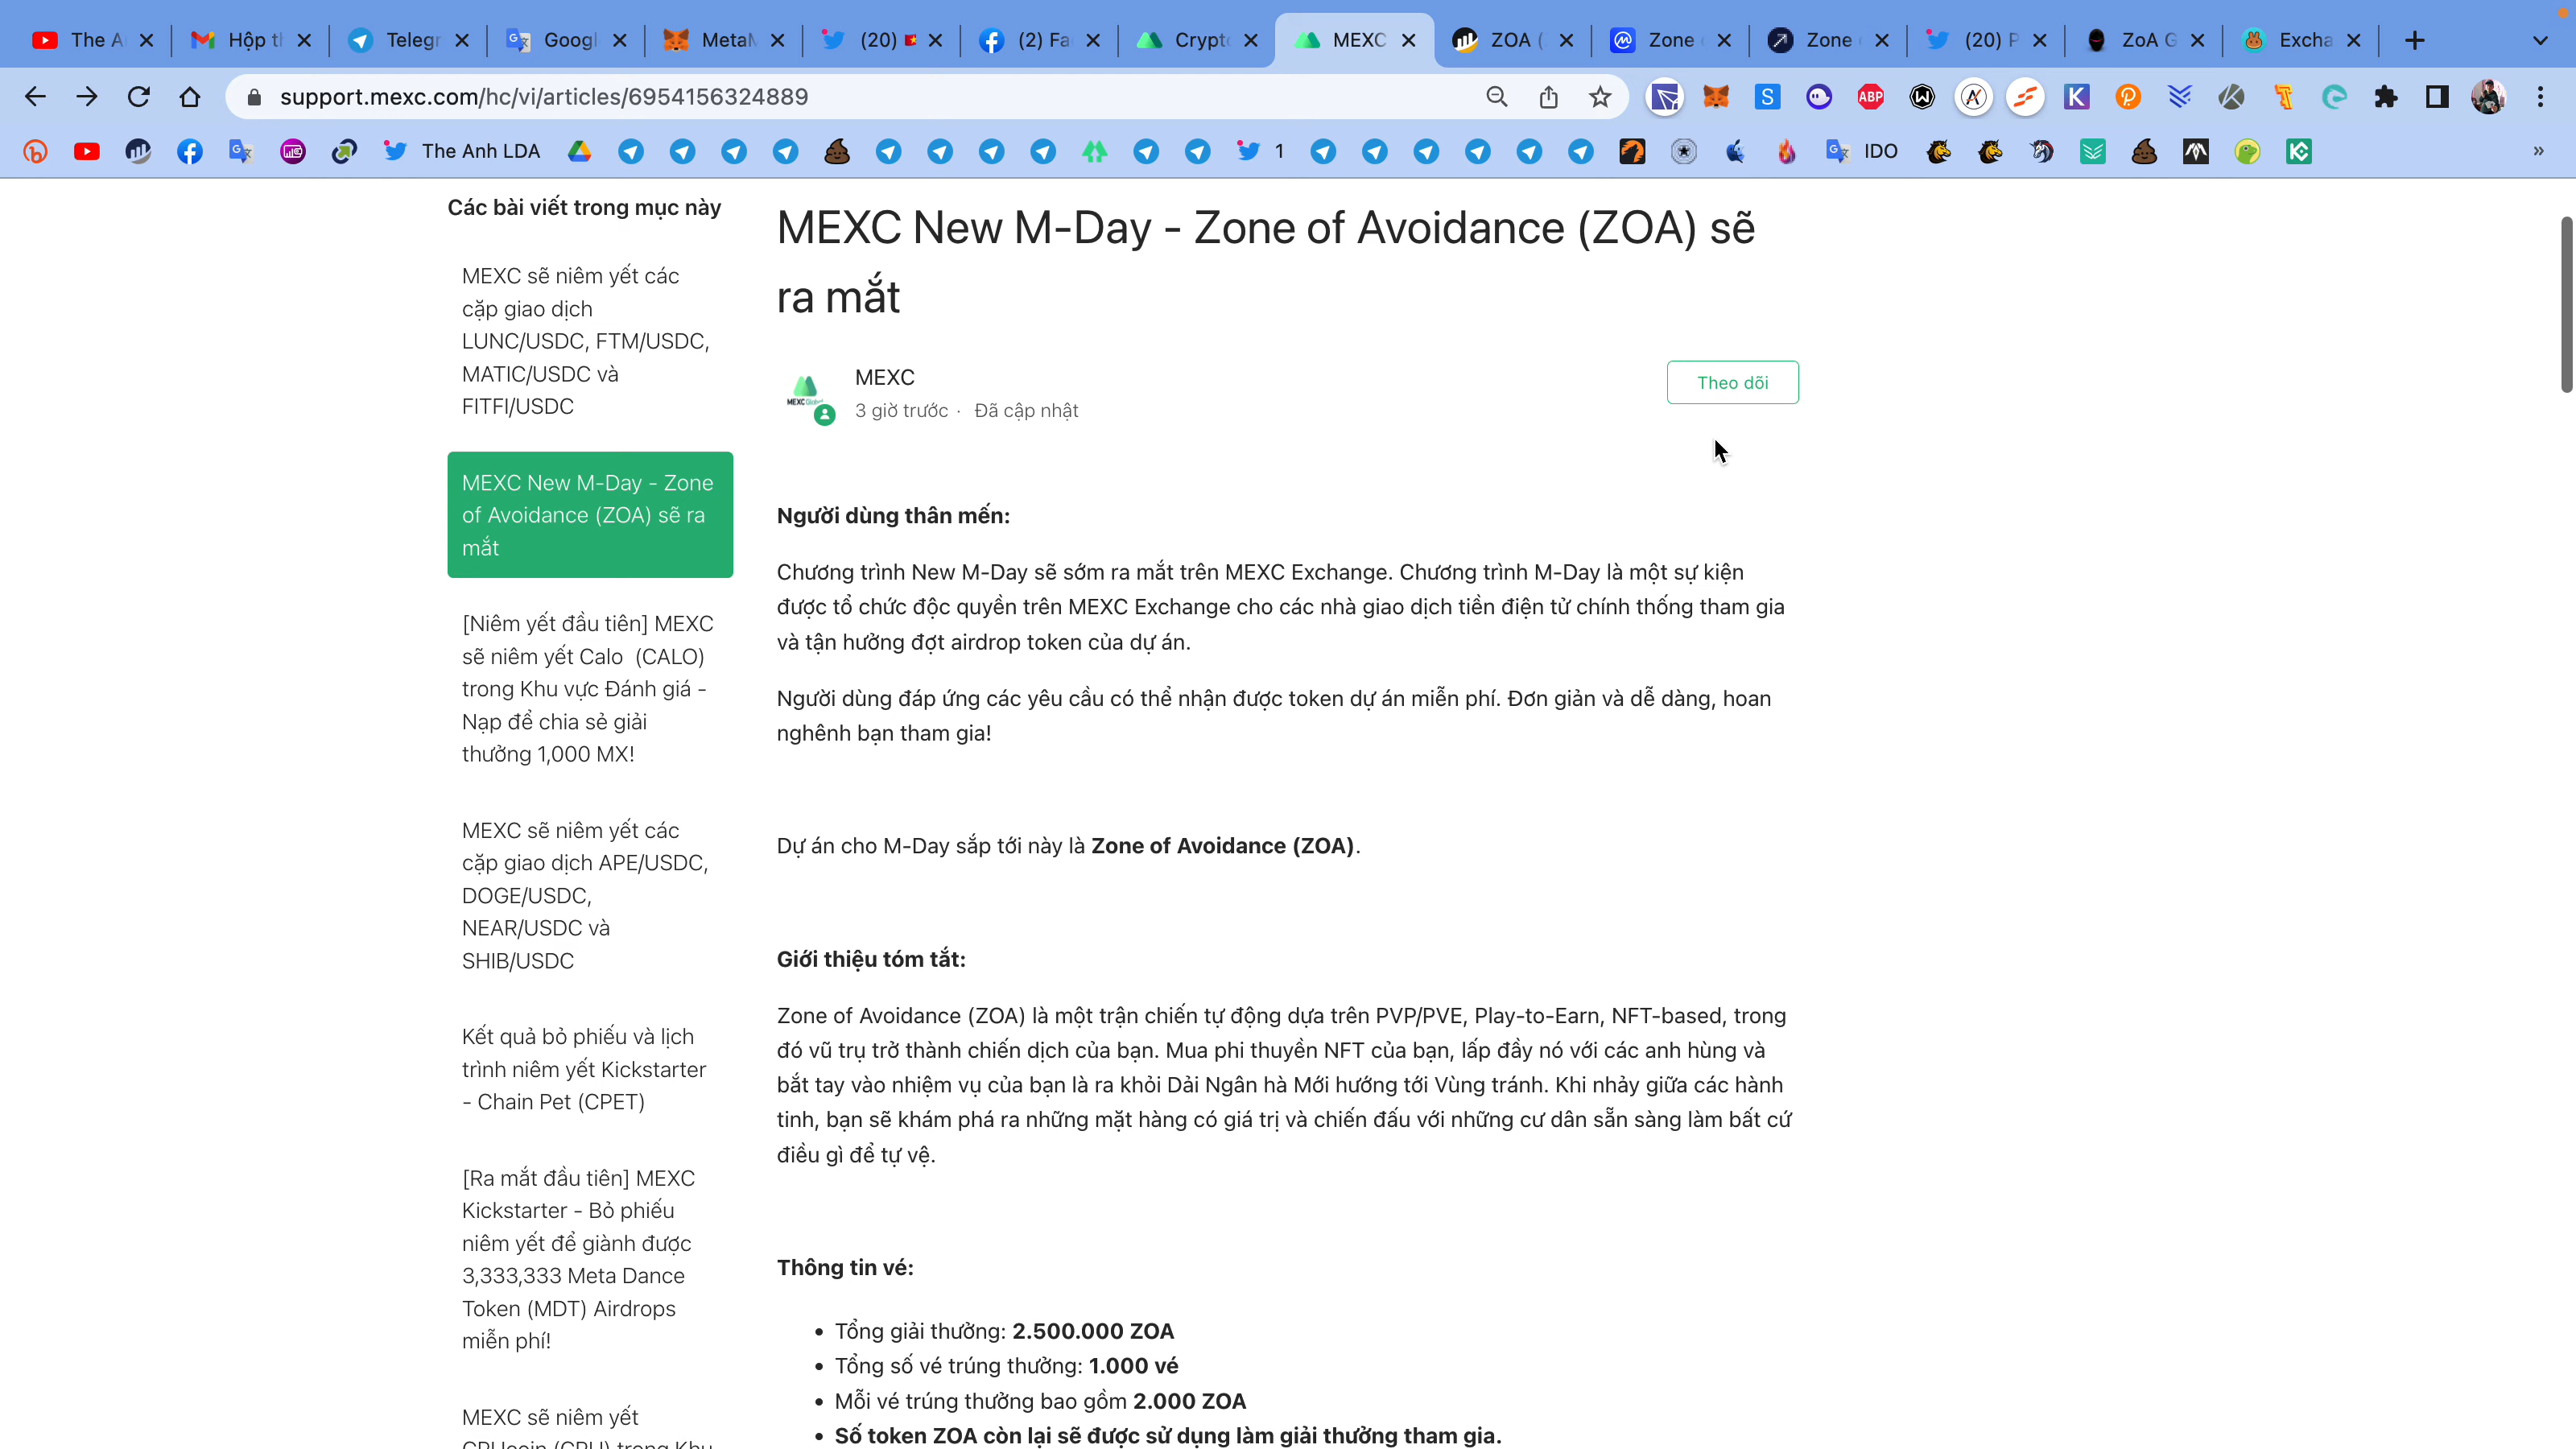 The A
Hộp t
Telegr
Googl
MetaM
(20)
(2) Fa
Crypt
MEXC
ZOA (
Zone
Zone
(20) P
ZoA G
Excha
support.mexc.com/hc/vi/articles/6954156324889
The Anh LDA
1
IDO
Các bài viết trong mục này
MEXC sẽ niêm yết các
cặp giao dịch
LUNC/USDC, FTM/USDC,
MATIC/USDC và
FITFI/USDC
MEXC New M-Day - Zone
of Avoidance (ZOA) sẽ ra
mắt
[Niêm yết đầu tiên] MEXC
sẽ niêm yết Calo (CALO)
trong Khu vực Đánh giá -
Nạp để chia sẻ giải
thưởng 1,000 MX!
MEXC sẽ niêm yết các
cặp giao dịch APE/USDC,
DOGE/USDC,
NEAR/USDC và
SHIB/USDC
Kết quả bỏ phiếu và lịch
trình niêm yết Kickstarter
- Chain Pet (CPET)
[Ra mắt đầu tiên] MEXC
Kickstarter - Bỏ phiếu
niêm yết để giành được
3,333,333 Meta Dance
Token (MDT) Airdrops
miễn phí!
MEXC sẽ niêm yết
MEXC New M-Day - Zone of Avoidance (ZOA) sẽ
ra mắt
MEXC
3 giờ trước · Đã cập nhật
Theo dõi
Người dùng thân mến:
Chương trình New M-Day sẽ sớm ra mắt trên MEXC Exchange. Chương trình M-Day là một sự kiện
được tổ chức độc quyền trên MEXC Exchange cho các nhà giao dịch tiền điện tử chính thống tham gia
và tận hưởng đợt airdrop token của dự án.
Người dùng đáp ứng các yêu cầu có thể nhận được token dự án miễn phí. Đơn giản và dễ dàng, hoan
nghênh bạn tham gia!
Dự án cho M-Day sắp tới này là Zone of Avoidance (ZOA).
Giới thiệu tóm tắt:
Zone of Avoidance (ZOA) là một trận chiến tự động dựa trên PVP/PVE, Play-to-Earn, NFT-based, trong
đó vũ trụ trở thành chiến dịch của bạn. Mua phi thuyền NFT của bạn, lấp đầy nó với các anh hùng và
bắt tay vào nhiệm vụ của bạn là ra khỏi Dải Ngân hà Mới hướng tới Vùng tránh. Khi nhảy giữa các hành
tinh, bạn sẽ khám phá ra những mặt hàng có giá trị và chiến đấu với những cư dân sẵn sàng làm bất cứ
điều gì để tự vệ.
Thông tin vé:
• Tổng giải thưởng: 2.500.000 ZOA
• Tổng số vé trúng thưởng: 1.000 vé
• Mỗi vé trúng thưởng bao gồm 2.000 ZOA
• Số token ZOA còn lại sẽ được sử dụng làm giải thưởng tham gia.